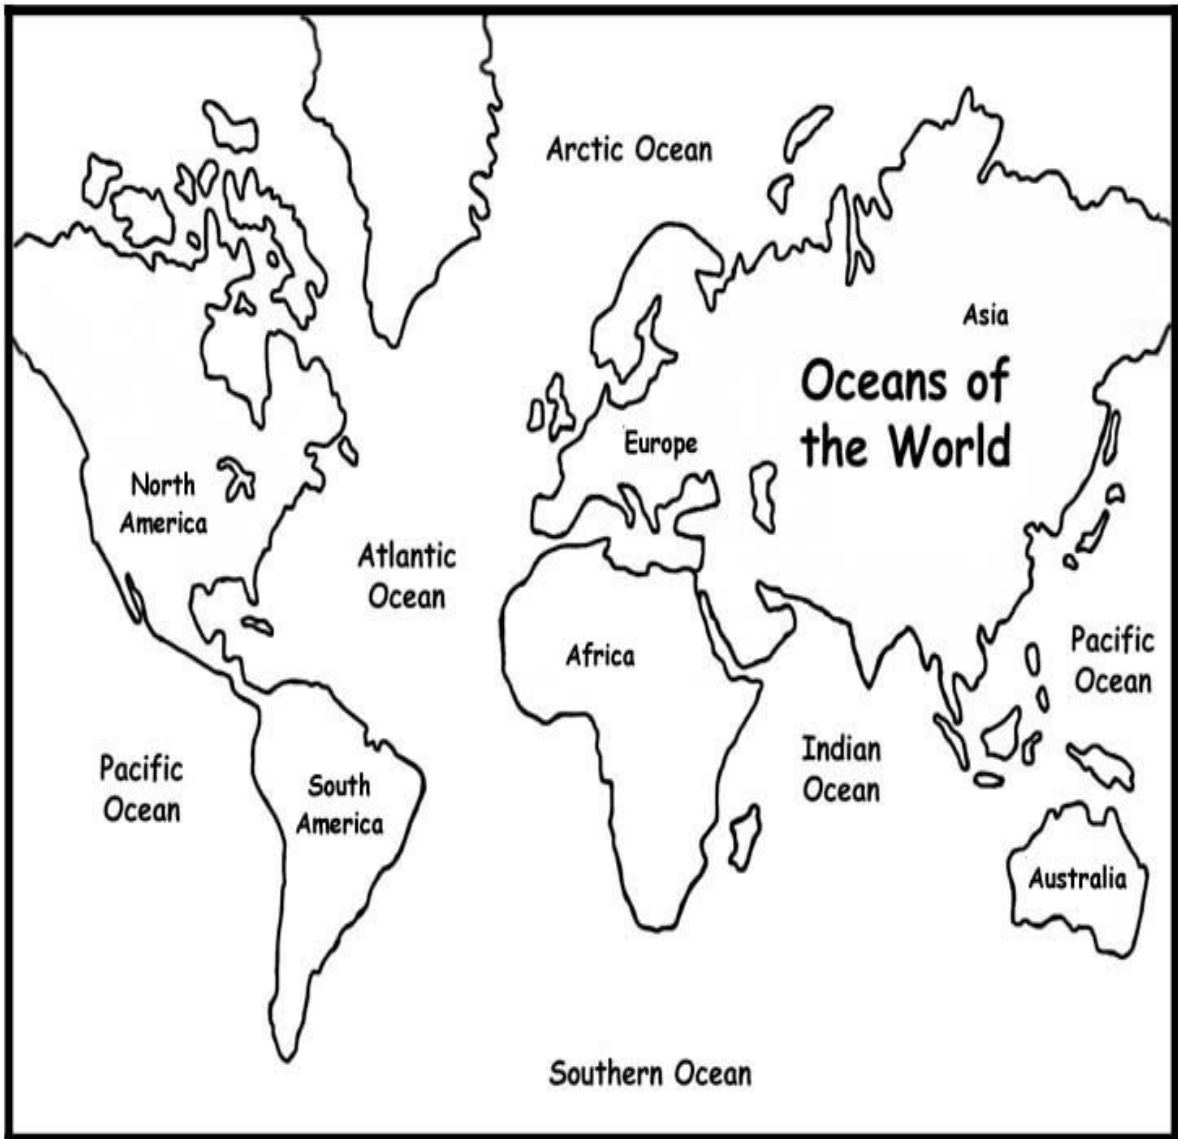 Arctic Ocean
Asia
Oceans of
the World
Europe
North
America
Atlantic
Ocean
Africa
Pacific
Ocean
Indian
Ocean
Pacific
Ocean
South
America
Australia
Southern Ocean